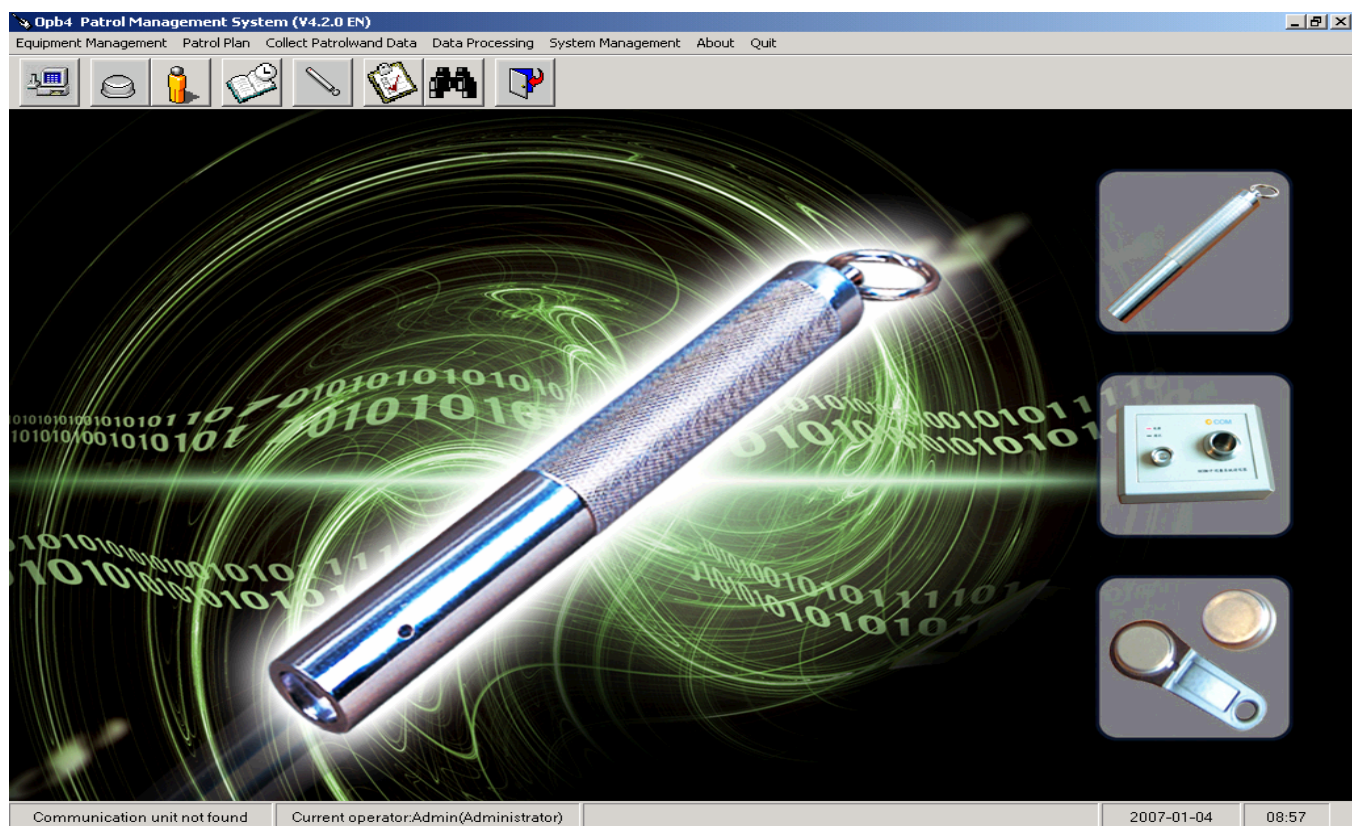 Opb4 Patrol Management System (V4.2.0 EN)
Equipment Management Patrol Plan Collect Patrolwand Data Data Processing System Management About Quit
COM
Communication unit not found Current operator:Admin(Administrator) 2007-01-04 08:57